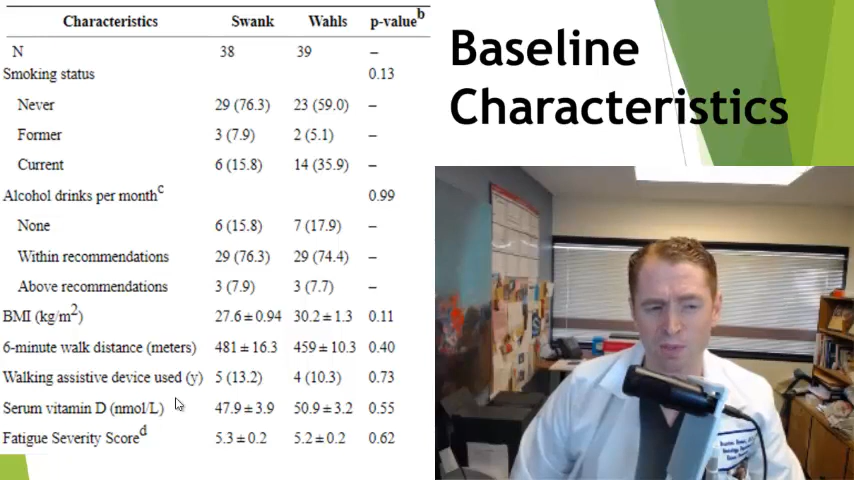 Characteristics Swank Wahls p-valueb
N 38 39 –
Smoking status 0.13
Never 29 (76.3) 23 (59.0) –
Former 3 (7.9) 2 (5.1) –
Current 6 (15.8) 14 (35.9) –
Alcohol drinks per monthc 0.99
None 6 (15.8) 7 (17.9) –
Within recommendations 29 (76.3) 29 (74.4) –
Above recommendations 3 (7.9) 3 (7.7) –
BMI (kg/m2) 27.6 ± 0.94 30.2 ± 1.3 0.11
6-minute walk distance (meters) 481 ± 16.3 459 ± 10.3 0.40
Walking assistive device used (y) 5 (13.2) 4 (10.3) 0.73
Serum vitamin D (nmol/L) 47.9 ± 3.9 50.9 ± 3.2 0.55
Fatigue Severity Scored 5.3 ± 0.2 5.2 ± 0.2 0.62
Baseline
Characteristics